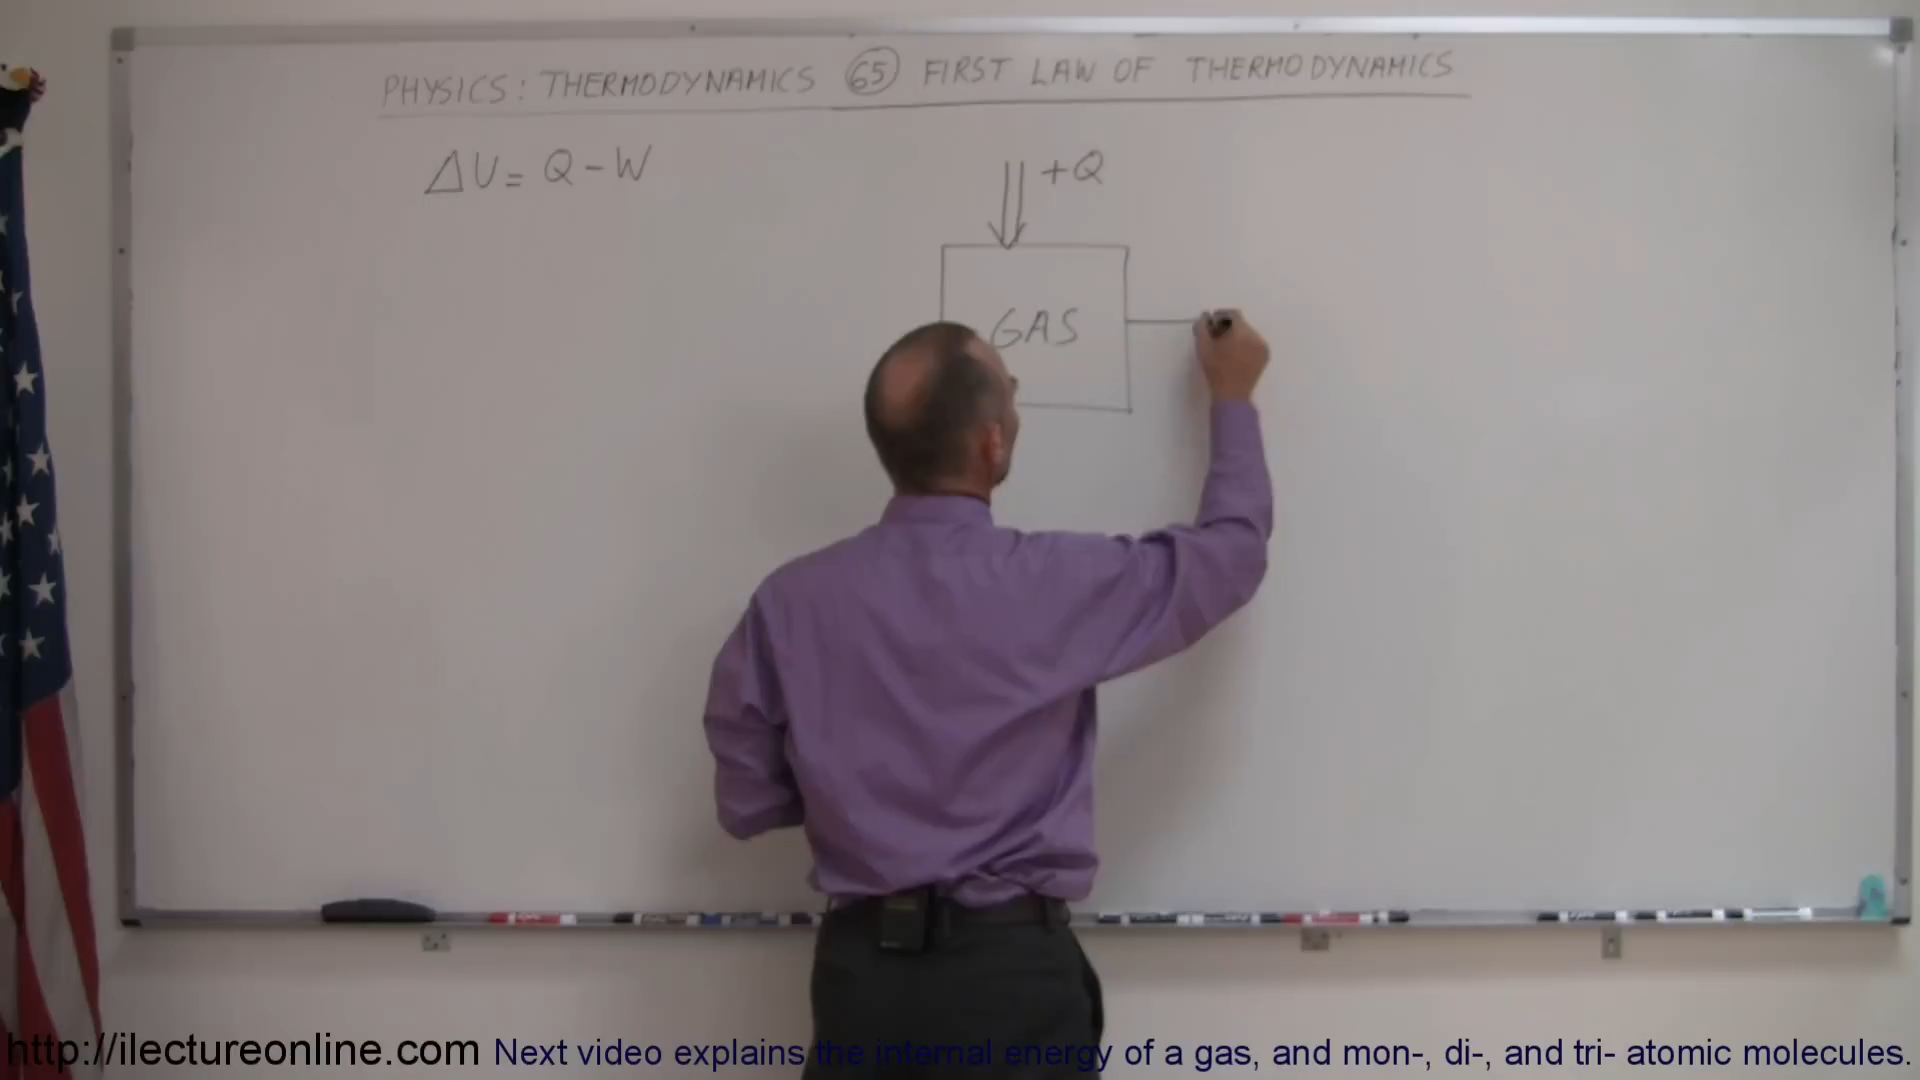 PHYSICS: THERMODYNAMICS 65 FIRST LAW OF THERMODYNAMICS
ΔU = Q - W
+Q
GAS
http://ilectureonline.com Next video explains the internal energy of a gas, and mon-, di-, and tri- atomic molecules.